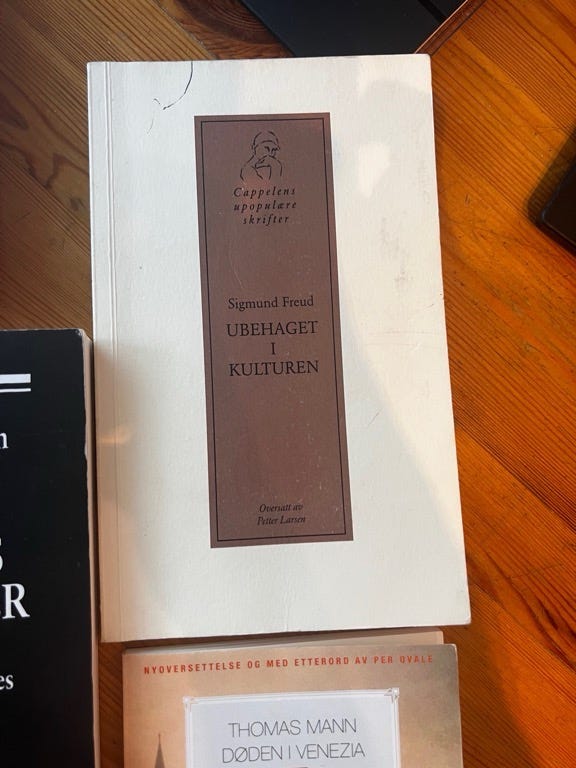 Cappelens
upopulære
skrifter
Sigmund Freud
UBEHAGET
I
KULTUREN
Oversatt av
Petter Larsen
NYOVERSETTELSE OG MED ETTERORD AV PER QVALE
THOMAS MANN
DØDEN I VENEZIA